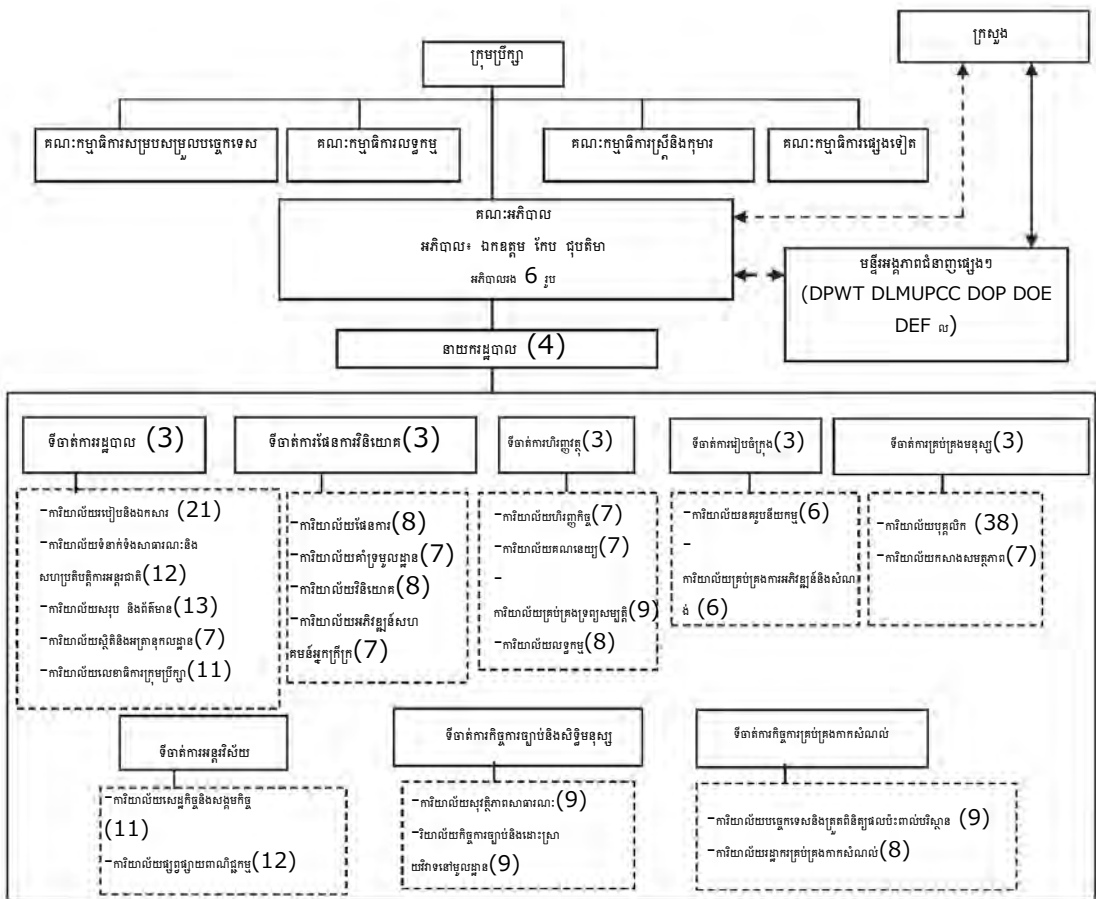 ក្រសួង
ក្រុមប្រឹក្សា
គណៈកម្មាធិការសម្របសម្រួលបច្ចេកទេស
គណៈកម្មាធិការលទ្ធកម្ម
គណៈកម្មាធិការស្រ្តីនិងកុមារ
គណៈកម្មាធិការផ្សេងទៀត
គណៈអភិបាល
អភិបាល៖ ឯកឧត្តម កែប ជុបតិមា
អភិបាលរង 6 រូប
មន្ទីរអង្គភាពជំនាញផ្សេងៗ
(DPWT DLMUPCC DOP DOE
DEF ល)
នាយករដ្ឋបាល (4)
ទីចាត់ការរដ្ឋបាល (3)
-ការិយាល័យរបៀបនិងឯកសារ (21)
-ការិយាល័យទំនាក់ទំងសាធារណៈនិង
សហប្រតិបត្តិការអន្តរជាតិ(12)
-ការិយាល័យសរុប និងព័ត៌មាន(13)
-ការិយាល័យស្ថិតិនិងអត្រានុកលដ្ឋាន(7)
-ការិយាល័យលេខាធិការក្រុមប្រឹក្សា(11)
ទីចាត់ការផែនការវិនិយោគ(3)
-ការិយាល័យផែនការ(8)
-ការិយាល័យគាំទ្រមូលដ្ឋាន(7)
-ការិយាល័យវិនិយោគ(8)
-ការិយាល័យអភិវឌ្ឍន៍សហ
គមន៍អ្នកក្រីក្រ(7)
ទីចាត់ការហិរញ្ញវត្ថុ(3)
-ការិយាល័យហិរញ្ញកិច្ច(7)
-ការិយាល័យគណនេយ្យ(7)
-
ការិយាល័យគ្រប់គ្រងទ្រព្យសម្បត្តិ(9)
-ការិយាល័យលទ្ធកម្ម(8)
ទីចាត់ការរៀបចំក្រុង(3)
-ការិយាល័យនគរូបនីយកម្ម(6)
-
ការិយាល័យគ្រប់គ្រងការអភិវឌ្ឍន៍និងសំណ
ង់ (6)
ទីចាត់ការគ្រប់គ្រងមនុស្ស(3)
-ការិយាល័យបុគ្គលិក (38)
-ការិយាល័យកសាងសមត្ថភាព(7)
ទីចាត់ការអន្តរវិស័យ
-ការិយាល័យសេដ្ឋកិច្ចនិងសង្គមកិច្ច
(11)
-ការិយាល័យផ្សព្វផ្សាយពាណិជ្ជកម្ម(12)
ទីចាត់ការកិច្ចការច្បាប់និងសិទ្ធិមនុស្ស
-ការិយាល័យសុវត្ថិភាពសាធារណៈ(9)
-រិយាល័យកិច្ចការច្បាប់និងដោះស្រា
យវិវាទនៅមូលដ្ឋាន(9)
ទីចាត់ការកិច្ចការគ្រប់គ្រងកាកសំណល់
-ការិយាល័យបច្ចេកទេសនិងត្រួតពិនិត្យផលប៉ះពាល់បរិស្ថាន (9)
-ការិយាល័យរដ្ឋាករគ្រប់គ្រងកាកសំណល់(8)